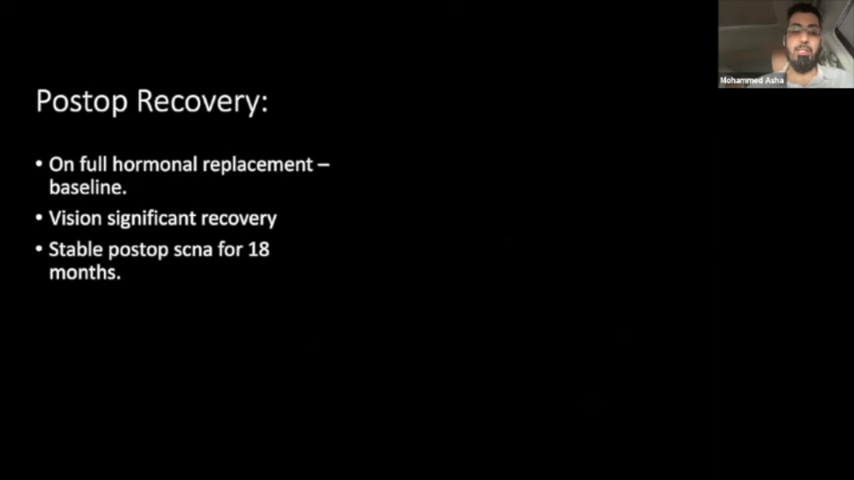 Mohammed Asha
Postop Recovery:
• On full hormonal replacement –
baseline.
• Vision significant recovery
• Stable postop scna for 18
months.